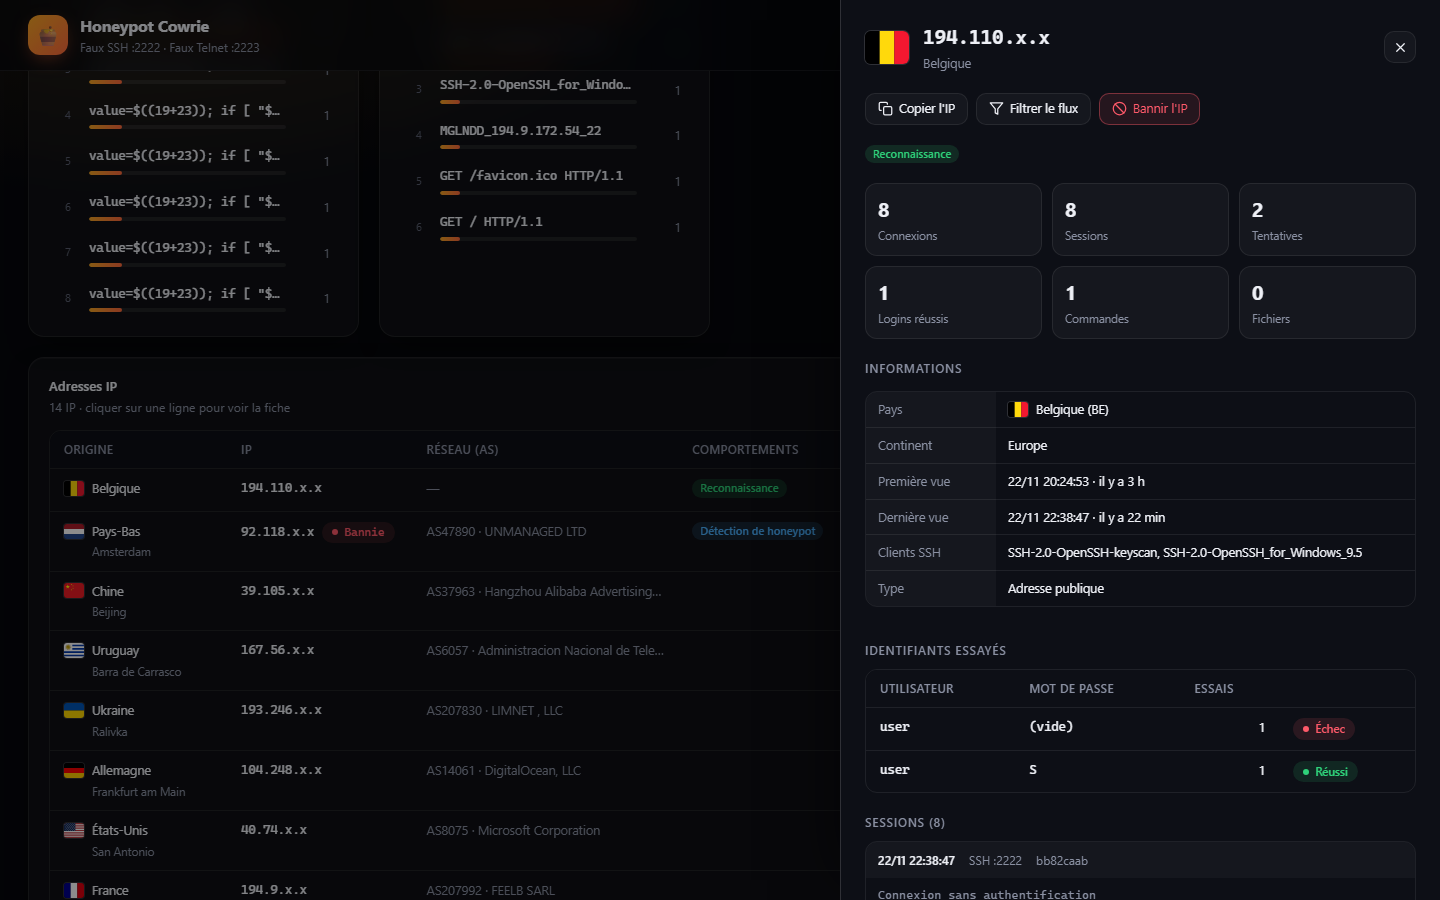 Honeypot Cowrie
Faux SSH :2222 · Faux Telnet :2223
1
4 value=$((19+23)); if [ "$… 1
5 value=$((19+23)); if [ "$… 1
6 value=$((19+23)); if [ "$… 1
7 value=$((19+23)); if [ "$… 1
8 value=$((19+23)); if [ "$… 1
3 SSH-2.0-OpenSSH_for_Windo… 1
4 MGLNDD_194.9.172.54_22 1
5 GET /favicon.ico HTTP/1.1 1
6 GET / HTTP/1.1 1
Adresses IP
14 IP · cliquer sur une ligne pour voir la fiche
ORIGINE IP RÉSEAU (AS) COMPORTEMENTS
Belgique 194.110.x.x — Reconnaissance
Pays-Bas 92.118.x.x Bannie AS47890 · UNMANAGED LTD Détection de honeypot
Amsterdam
Chine 39.105.x.x AS37963 · Hangzhou Alibaba Advertising…
Beijing
Uruguay 167.56.x.x AS6057 · Administracion Nacional de Tele…
Barra de Carrasco
Ukraine 193.246.x.x AS207830 · LIMNET , LLC
Ralivka
Allemagne 104.248.x.x AS14061 · DigitalOcean, LLC
Frankfurt am Main
États-Unis 40.74.x.x AS8075 · Microsoft Corporation
San Antonio
France 194.9.x.x AS207992 · FEELB SARL
194.110.x.x
Belgique
Copier l'IP Filtrer le flux Bannir l'IP
Reconnaissance
8 Connexions
8 Sessions
2 Tentatives
1 Logins réussis
1 Commandes
0 Fichiers
INFORMATIONS
Pays Belgique (BE)
Continent Europe
Première vue 22/11 20:24:53 · il y a 3 h
Dernière vue 22/11 22:38:47 · il y a 22 min
Clients SSH SSH-2.0-OpenSSH-keyscan, SSH-2.0-OpenSSH_for_Windows_9.5
Type Adresse publique
IDENTIFIANTS ESSAYÉS
UTILISATEUR MOT DE PASSE ESSAIS
user (vide) 1 Échec
user S 1 Réussi
SESSIONS (8)
22/11 22:38:47 SSH :2222 bb82caab
Connexion sans authentification